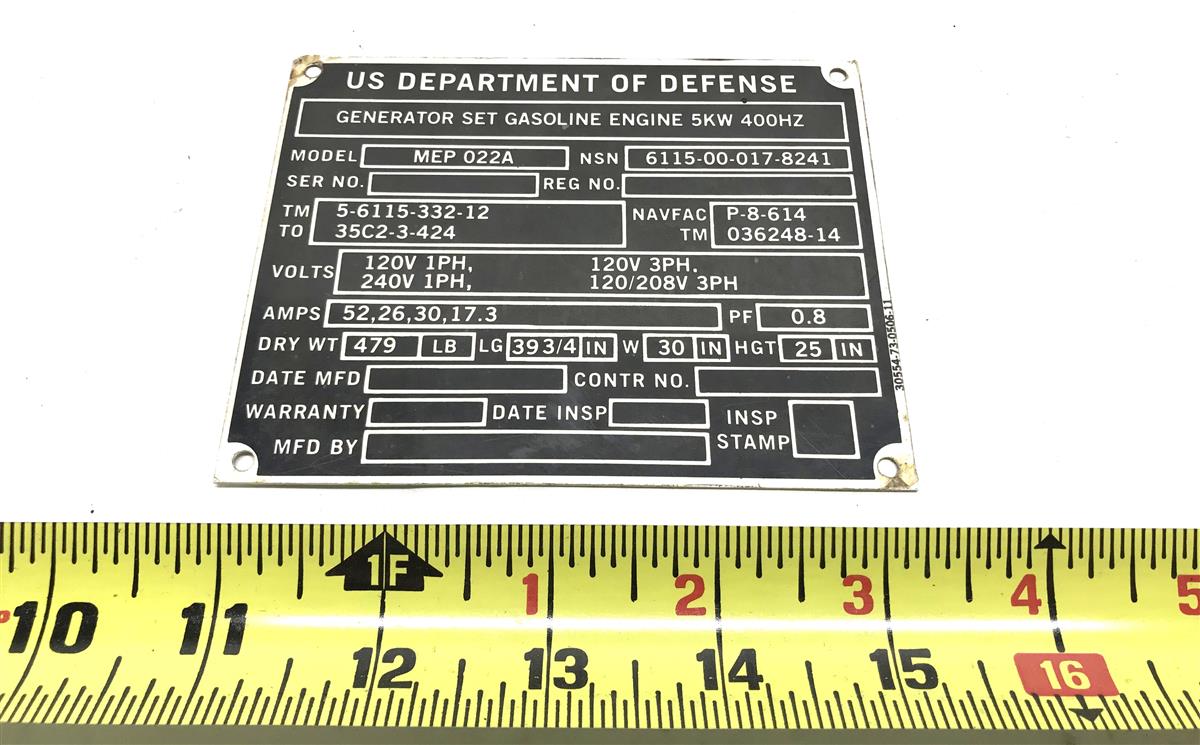 US DEPARTMENT OF DEFENSE
GENERATOR SET GASOLINE ENGINE 5KW 400HZ
MODEL MEP 022A NSN 6115-00-017-8241
SER NO. REG NO.
TM 5-6115-332-12 NAVFAC P-8-614
TO 35C2-3-424 TM 036248-14
VOLTS 120V 1PH, 120V 3PH.
240V 1PH, 120/208V 3PH
AMPS 52,26,30,17.3 PF 0.8
DRY WT 479 LB LG 39 3/4 IN W 30 IN HGT 25 IN
30554-73-0506-11
DATE MFD CONTR NO.
WARRANTY DATE INSP INSP STAMP
MFD BY
1F 1 2 3 4 5
10 11 12 13 14 15 16